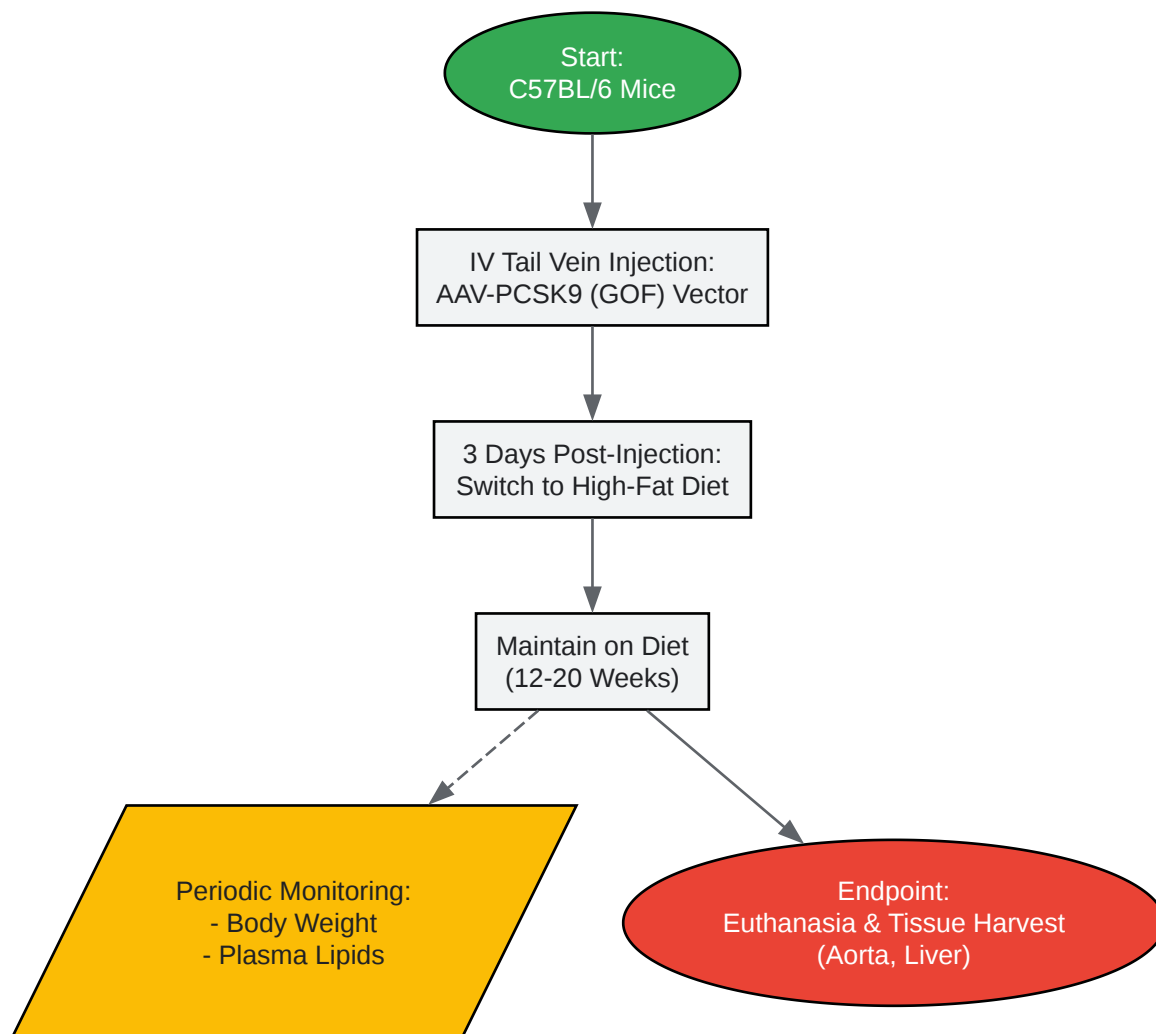 Start:
C57BL/6 Mice
IV Tail Vein Injection:
AAV-PCSK9 (GOF) Vector
3 Days Post-Injection:
Switch to High-Fat Diet
Maintain on Diet
(12-20 Weeks)
Periodic Monitoring:
- Body Weight
- Plasma Lipids
Endpoint:
Euthanasia & Tissue Harvest
(Aorta, Liver)